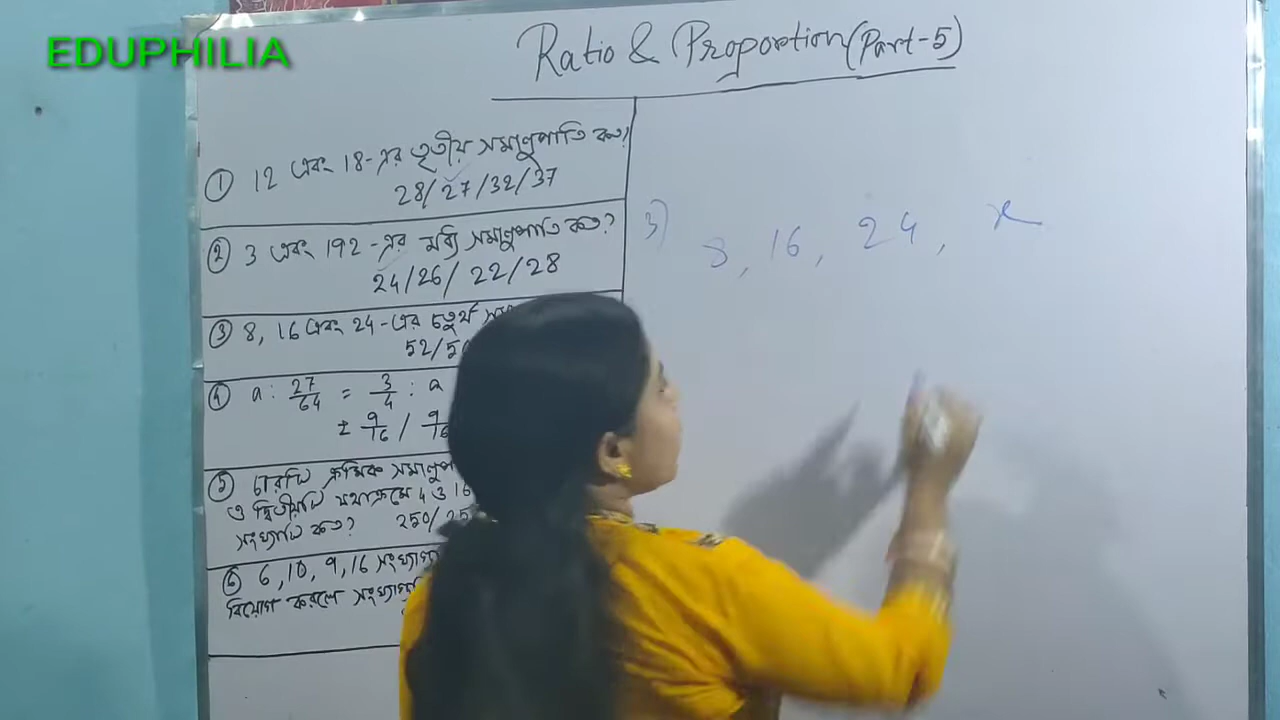 EDUPHILIA
Ratio & Proportion (Part-5)
① 12 এবং 18-এর তৃতীয় সমানুপাতি কত?
28/27/32/37
② 3 এবং 192-এর মধ্য সমানুপাতি কত?
24/26/22/28
③ 8, 16 এবং 24-এর চতুর্থ
52/
④ a : 27/64 = 3/4 : a
± 9/16 / 9/16
⑤ চারটি ক্রমিক
ও দ্বিতীয়টি যথাক্রমে 4 ও 16
সংখ্যাটি কত? 250/
⑥ 6, 10, 9, 16
বিয়োগ করলে
3) 8, 16, 24, x